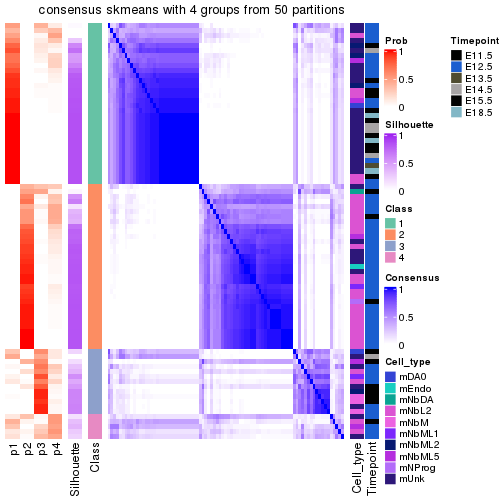 consensus skmeans with 4 groups from 50 partitions
Prob
1
0.5
0
Silhouette
1
0.5
0
Class
1
2
3
4
Consensus
1
0.5
0
Cell_type
mDA0
mEndo
mNbDA
mNbL2
mNbM
mNbML1
mNbML2
mNbML5
mNProg
mUnk
Timepoint
E11.5
E12.5
E13.5
E14.5
E15.5
E18.5
p1
p2
p3
p4
Silhouette
Class
Cell_type
Timepoint